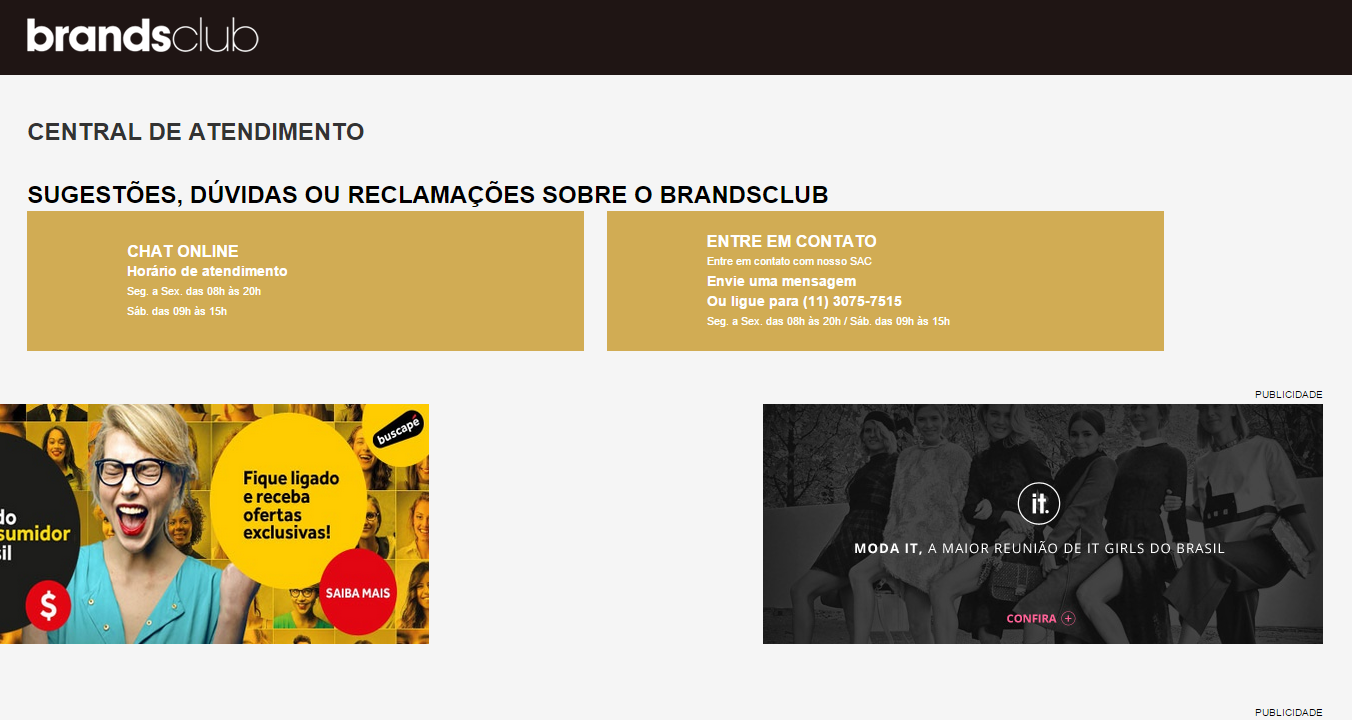 brandsclub
CENTRAL DE ATENDIMENTO
SUGESTÕES, DÚVIDAS OU RECLAMAÇÕES SOBRE O BRANDSCLUB
CHAT ONLINE
Horário de atendimento
Seg. a Sex. das 08h às 20h
Sáb. das 09h às 15h
ENTRE EM CONTATO
Entre em contato com nosso SAC
Envie uma mensagem
Ou ligue para (11) 3075-7515
Seg. a Sex. das 08h às 20h / Sáb. das 09h às 15h
PUBLICIDADE
do
sumidor
sil
$
Fique ligado
e receba
ofertas
exclusivas!
buscapé
SAIBA MAIS
it.
MODA IT, A MAIOR REUNIÃO DE IT GIRLS DO BRASIL
CONFIRA +
PUBLICIDADE